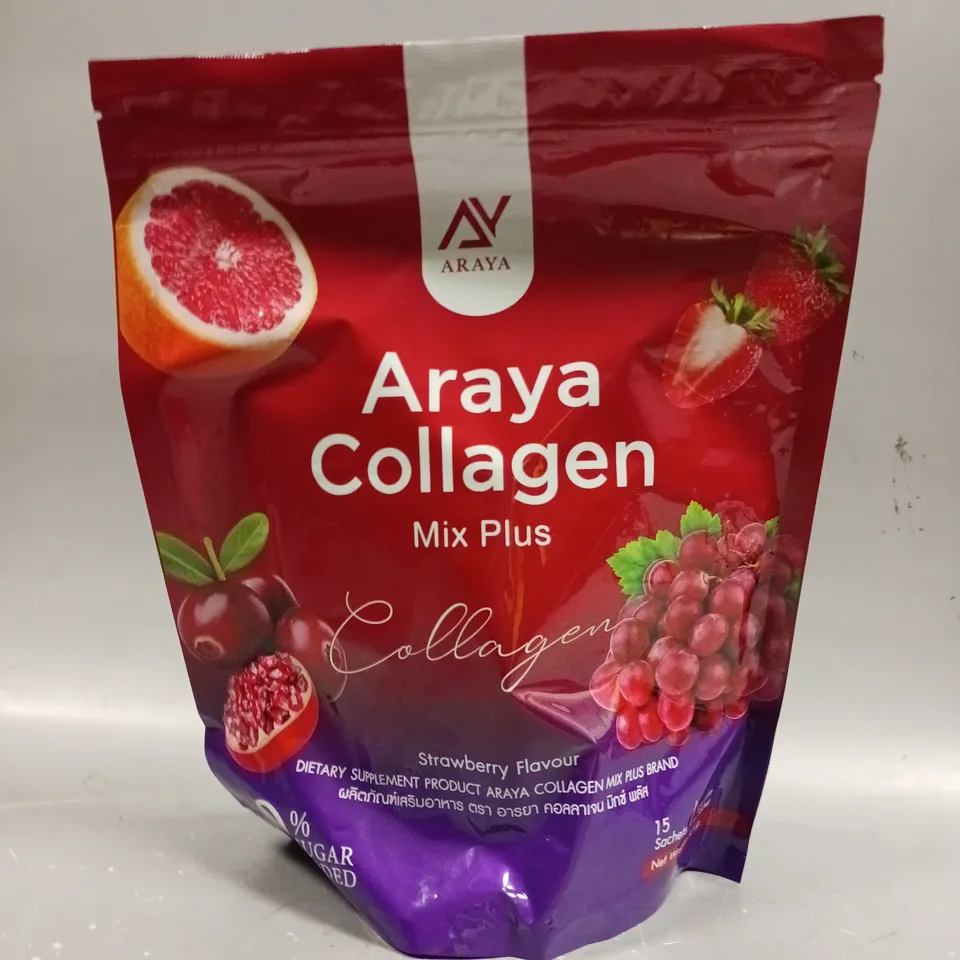 ARAYA
Araya
Collagen
Mix Plus
Collagen
Strawberry Flavour
DIETARY SUPPLEMENT PRODUCT ARAYA COLLAGEN MIX PLUS BRAND
ผลิตภัณฑ์เสริมอาหาร ตรา อารยา คอลลาเจน มิกซ์ พลัส
%
15
Sachets
Net